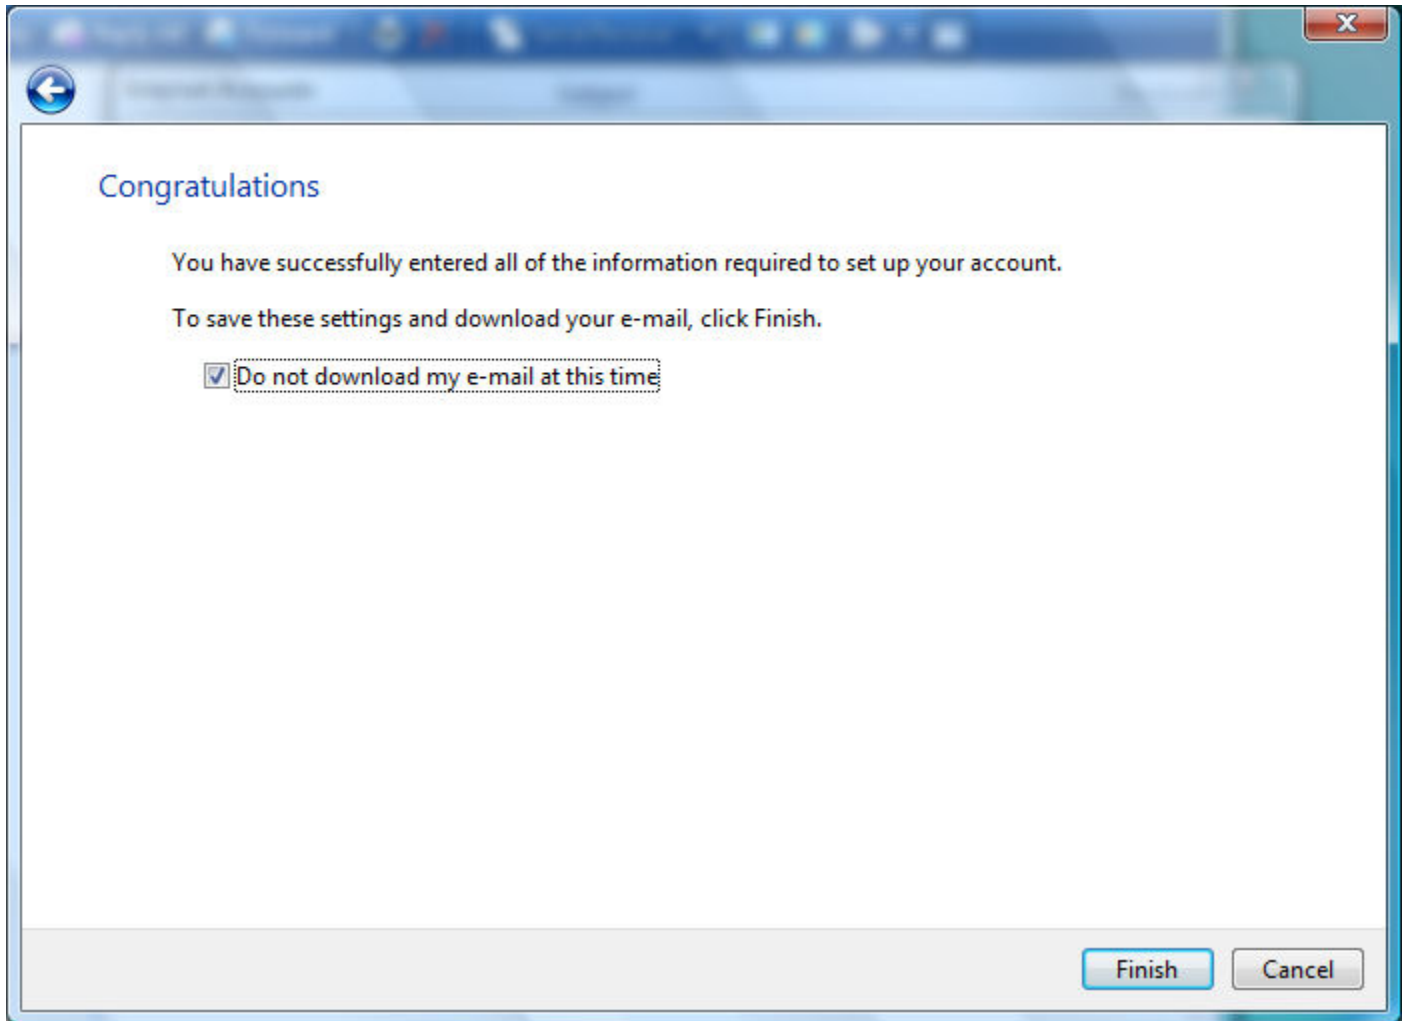 Congratulations
You have successfully entered all of the information required to set up your account.
To save these settings and download your e-mail, click Finish.
Do not download my e-mail at this time
Finish
Cancel